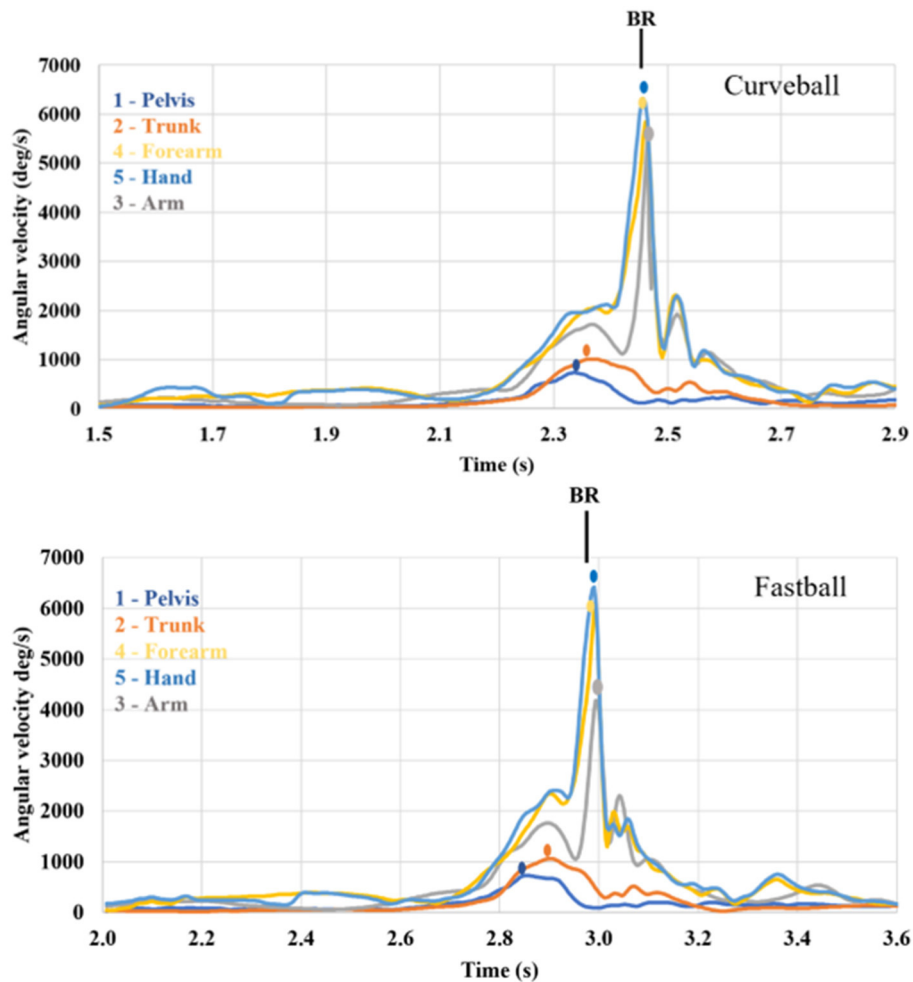 BR
7000
Curveball
6000
1 - Pelvis
2 - Trunk
5000
4 - Forearm
5 - Hand
4000
3 - Arm
3000
2000
1000
0
Angular velocity (deg/s)
1.5 1.7 1.9 2.1 2.3 2.5 2.7 2.9
Time (s)
BR
7000
Fastball
6000
1 - Pelvis
2 - Trunk
5000
4 - Forearm
5 - Hand
4000
3 - Arm
3000
2000
1000
0
Angular velocity deg/s)
2.0 2.2 2.4 2.6 2.8 3.0 3.2 3.4 3.6
Time (s)